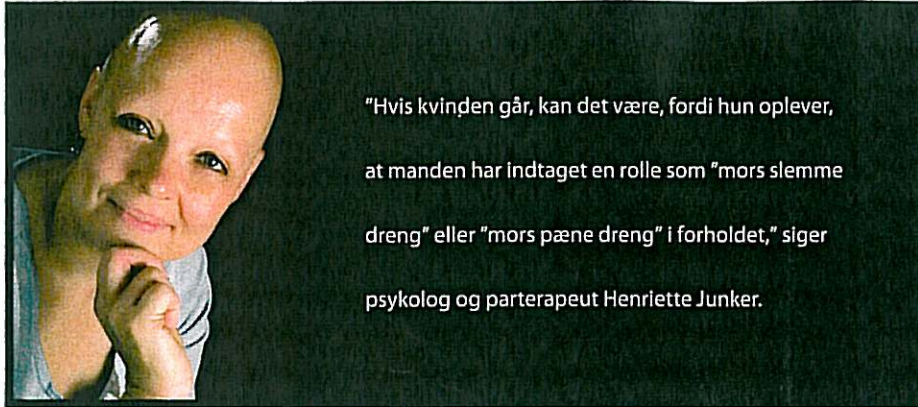 "Hvis kvinden går, kan det være, fordi hun oplever,
at manden har indtaget en rolle som "mors slemme
dreng" eller "mors pæne dreng" i forholdet," siger
psykolog og parterapeut Henriette Junker.